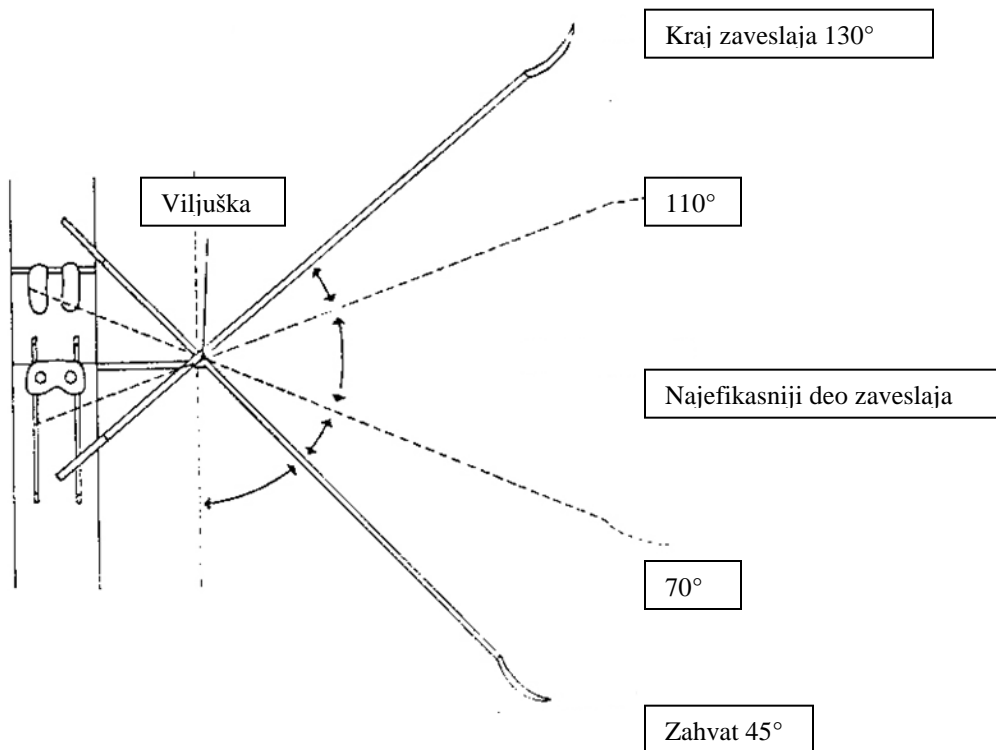 Kraj zaveslaja 130°
Viljuška
110°
Najefikasniji deo zaveslaja
70°
Zahvat 45°